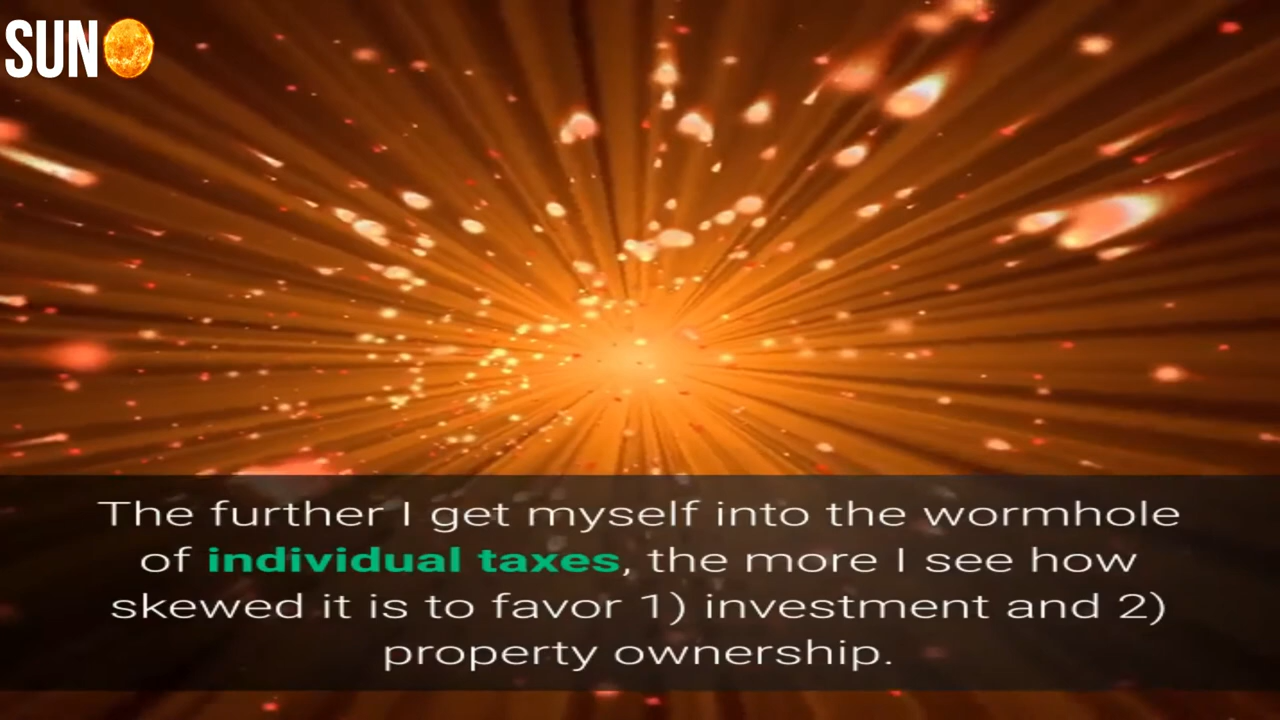 SUN
The further I get myself into the wormhole
of individual taxes, the more I see how
skewed it is to favor 1) investment and 2)
property ownership.